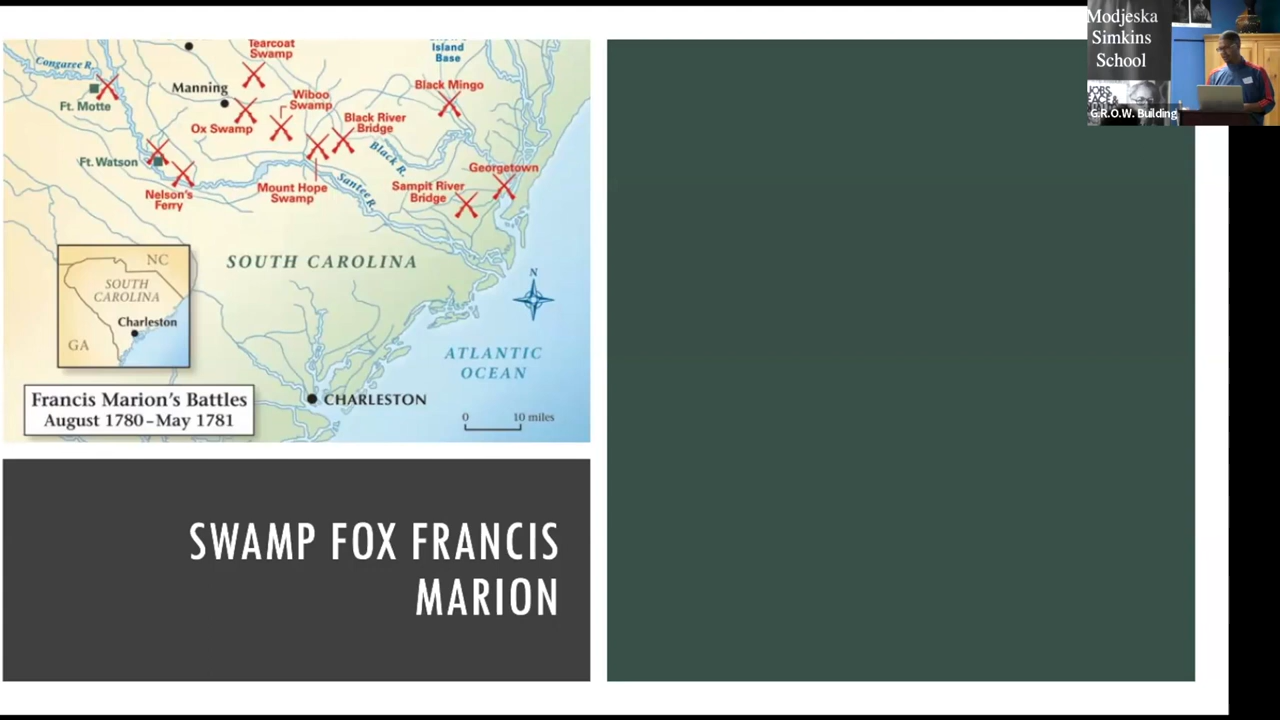 Tearcoat
Swamp
Island
Base
Congaree R.
Manning
Black Mingo
Ft. Motte
Wiboo
Swamp
Ox Swamp
Black River
Bridge
Ft. Watson
Black R.
Georgetown
Nelson's
Ferry
Mount Hope
Swamp
Santee R.
Sampit River
Bridge
SOUTH CAROLINA
NC
SOUTH
CAROLINA
Charleston
GA
N
ATLANTIC
OCEAN
Francis Marion's Battles
August 1780–May 1781
CHARLESTON
0 10 miles
SWAMP FOX FRANCIS
MARION
Modjeska
Simkins
School
JOBS,
G.R.O.W. Building